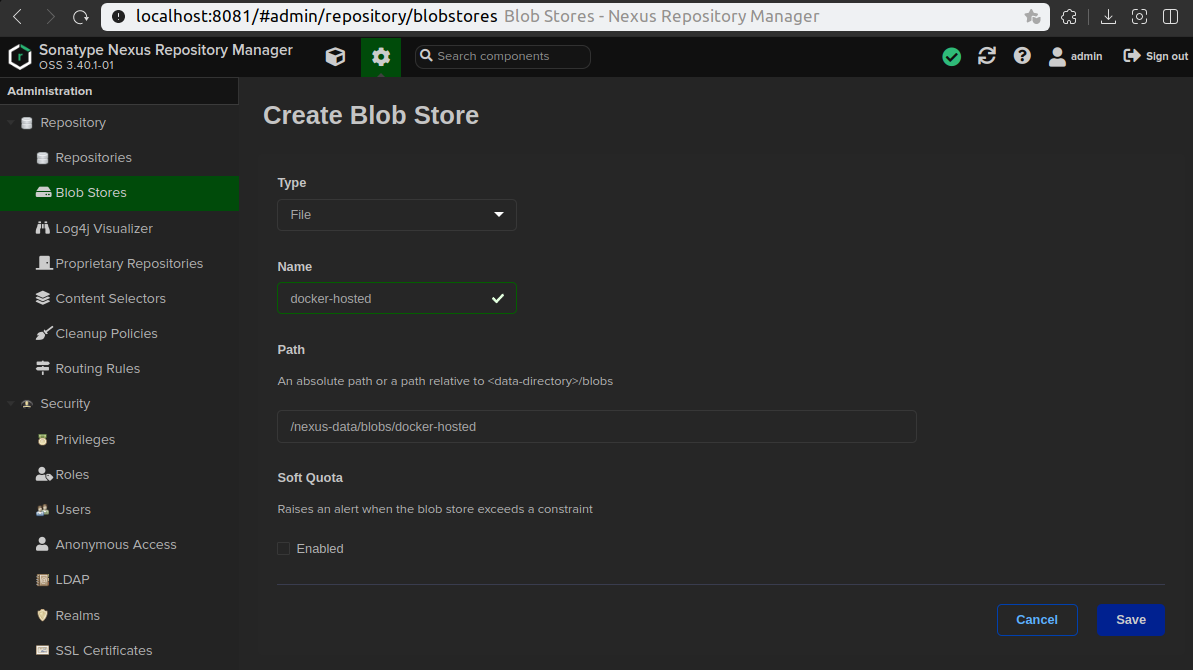 localhost:8081/#admin/repository/blobstores Blob Stores - Nexus Repository Manager
Sonatype Nexus Repository Manager
OSS 3.40.1-01
Search components
admin
Sign out
Administration
Repository
Repositories
Blob Stores
Log4j Visualizer
Proprietary Repositories
Content Selectors
Cleanup Policies
Routing Rules
Security
Privileges
Roles
Users
Anonymous Access
LDAP
Realms
SSL Certificates
Create Blob Store
Type
File
Name
docker-hosted
Path
An absolute path or a path relative to <data-directory>/blobs
/nexus-data/blobs/docker-hosted
Soft Quota
Raises an alert when the blob store exceeds a constraint
Enabled
Cancel
Save